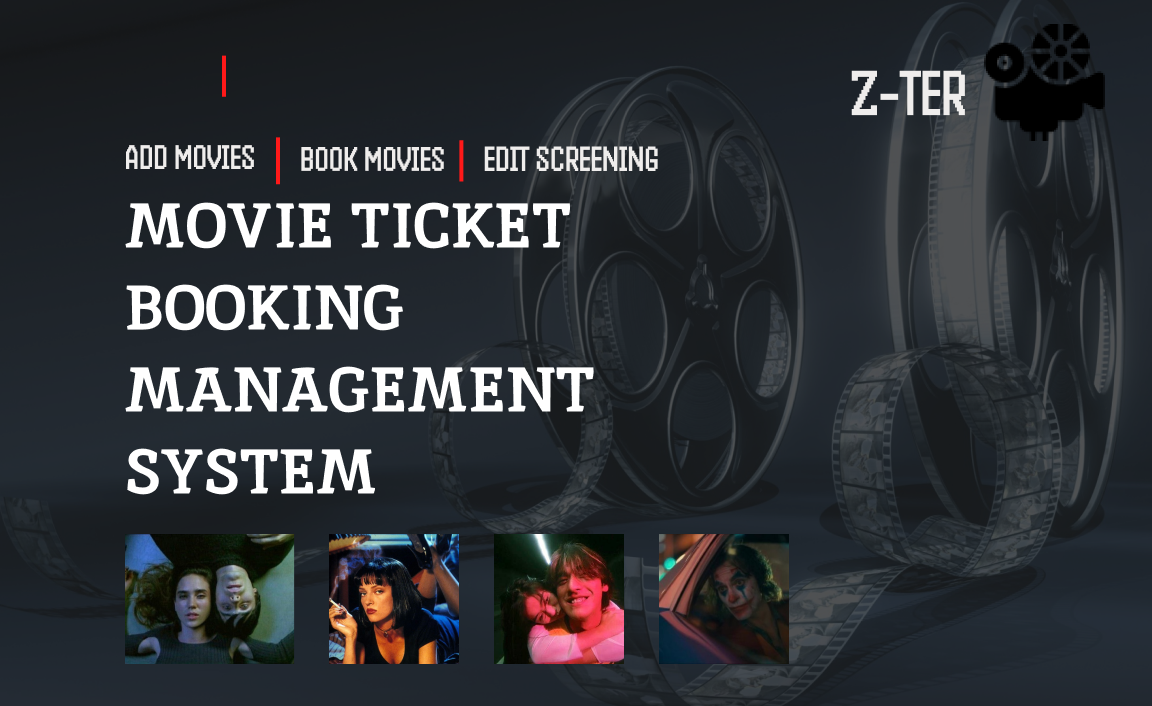 Z-TER
ADD MOVIES | BOOK MOVIES | EDIT SCREENING
MOVIE TICKET
BOOKING
MANAGEMENT
SYSTEM